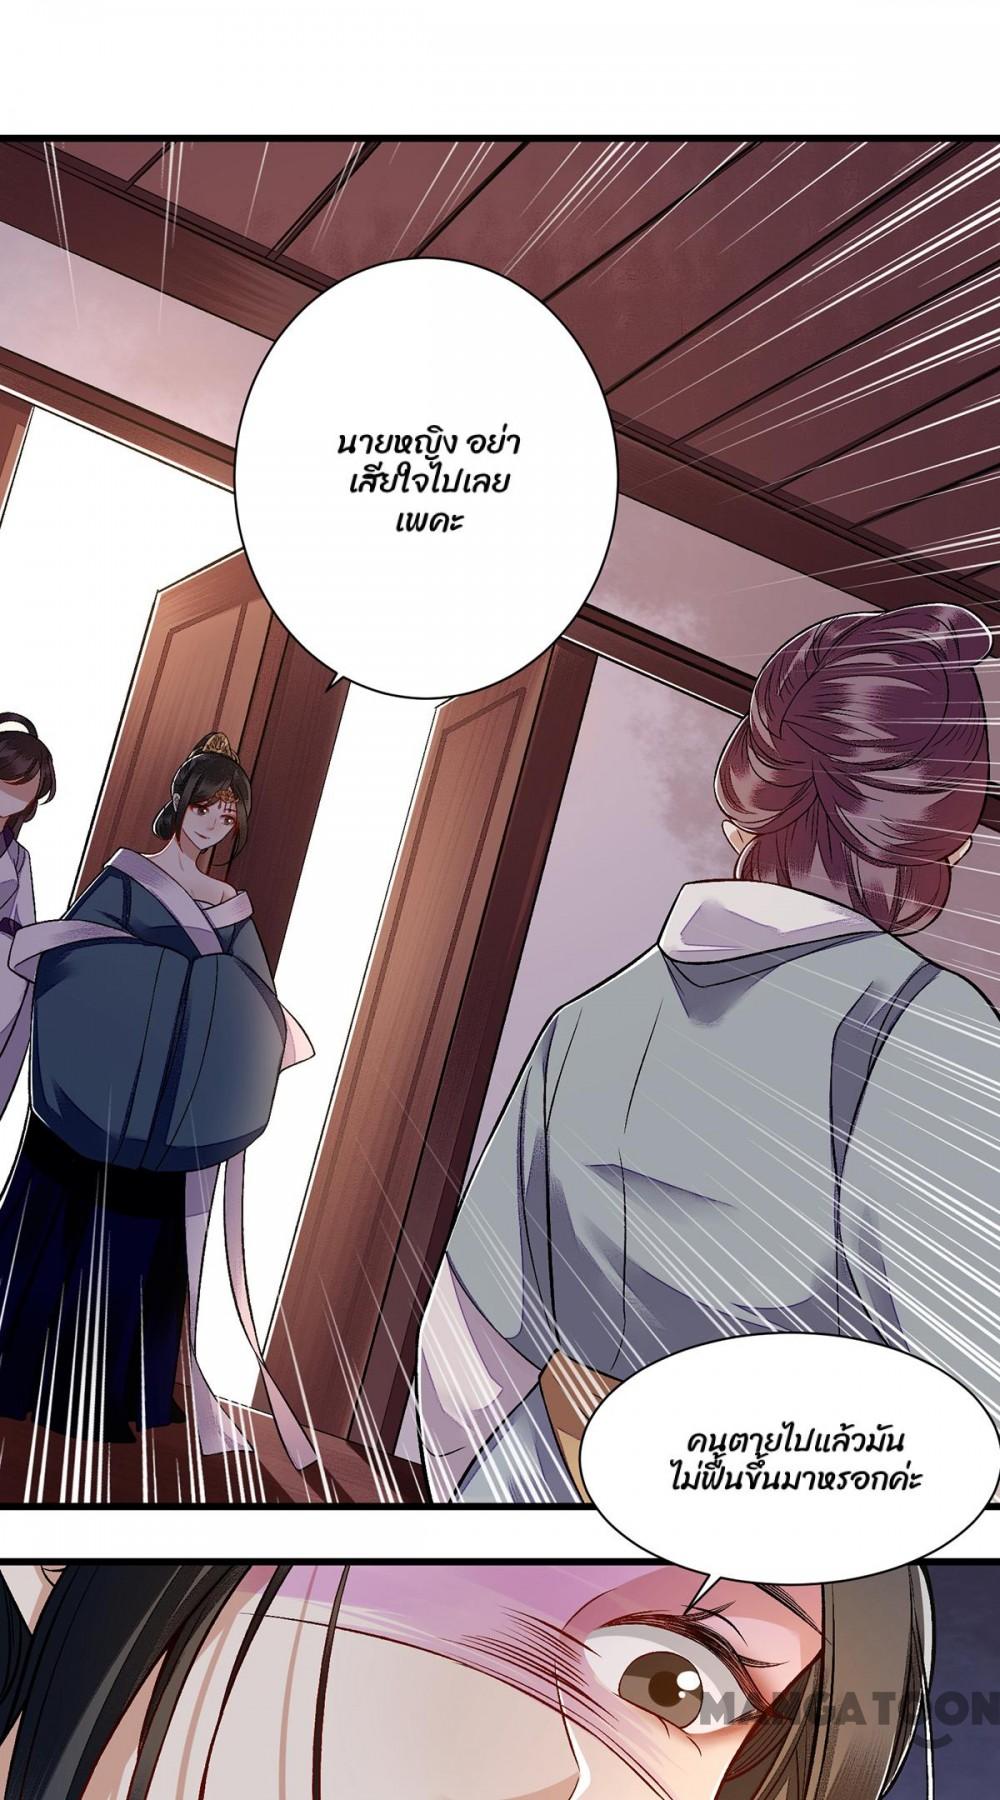 นายหญิง อย่า
เสียใจไปเลย
เพคะ
คนตายไปแล้วมัน
ไม่ฟื้นขึ้นมาหรอกค่ะ
MANGATOON